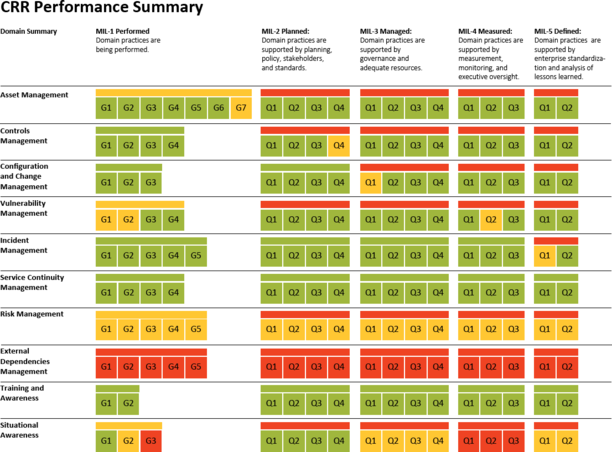 CRR Performance Summary
Domain Summary
MIL-1 Performed
Domain practices are
being performed.
MIL-2 Planned:
Domain practices are
supported by planning,
policy, stakeholders,
and standards.
MIL-3 Managed:
Domain practices are
supported by
governance and
adequate resources.
MIL-4 Measured:
Domain practices are
supported by
measurement,
monitoring, and
executive oversight.
MIL-5 Defined:
Domain practices are
supported by
enterprise standardiza-
tion and analysis of
lessons learned.
Asset Management
G1 G2 G3 G4 G5 G6 G7 Q1 Q2 Q3 Q4 Q1 Q2 Q3 Q4 Q1 Q2 Q3 Q1 Q2
Controls
Management
G1 G2 G3 G4 Q1 Q2 Q3 Q4 Q1 Q2 Q3 Q4 Q1 Q2 Q3 Q1 Q2
Configuration
and Change
Management
G1 G2 G3 Q1 Q2 Q3 Q4 Q1 Q2 Q3 Q4 Q1 Q2 Q3 Q1 Q2
Vulnerability
Management
G1 G2 G3 G4 Q1 Q2 Q3 Q4 Q1 Q2 Q3 Q4 Q1 Q2 Q3 Q1 Q2
Incident
Management
G1 G2 G3 G4 G5 Q1 Q2 Q3 Q4 Q1 Q2 Q3 Q4 Q1 Q2 Q3 Q1 Q2
Service Continuity
Management
G1 G2 G3 G4 Q1 Q2 Q3 Q4 Q1 Q2 Q3 Q4 Q1 Q2 Q3 Q1 Q2
Risk Management
G1 G2 G3 G4 G5 Q1 Q2 Q3 Q4 Q1 Q2 Q3 Q4 Q1 Q2 Q3 Q1 Q2
External
Dependencies
Management
G1 G2 G3 G4 G5 Q1 Q2 Q3 Q4 Q1 Q2 Q3 Q4 Q1 Q2 Q3 Q1 Q2
Training and
Awareness
G1 G2 Q1 Q2 Q3 Q4 Q1 Q2 Q3 Q4 Q1 Q2 Q3 Q1 Q2
Situational
Awareness
G1 G2 G3 Q1 Q2 Q3 Q4 Q1 Q2 Q3 Q4 Q1 Q2 Q3 Q1 Q2